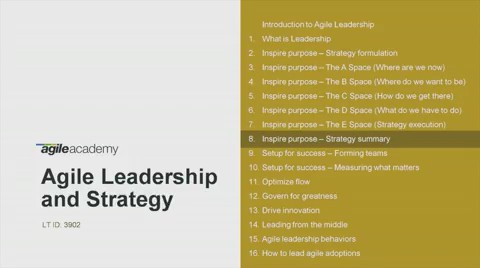 agileacademy
Agile Leadership
and Strategy
LT ID: 3902
Introduction to Agile Leadership
1. What is Leadership
2. Inspire purpose – Strategy formulation
3. Inspire purpose – The A Space (Where are we now)
4. Inspire purpose – The B Space (Where do we want to be)
5. Inspire purpose – The C Space (How do we get there)
6. Inspire purpose – The D Space (What do we have to do)
7. Inspire purpose – The E Space (Strategy execution)
8. Inspire purpose – Strategy summary
9. Setup for success – Forming teams
10. Setup for success – Measuring what matters
11. Optimize flow
12. Govern for greatness
13. Drive innovation
14. Leading from the middle
15. Agile leadership behaviors
16. How to lead agile adoptions